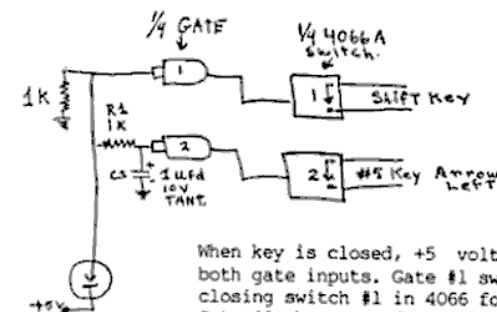 1/4 GATE
1/4 4066A
Switch.
1K
1
1
Shift Key
R1
1K
2
2
#5 Key Arrow
Left
C1
+
1 ufd
10V
TANT.
+5V
When key is closed, +5 volt
both gate inputs. Gate #1 sw
closing switch #1 in 4066 fo